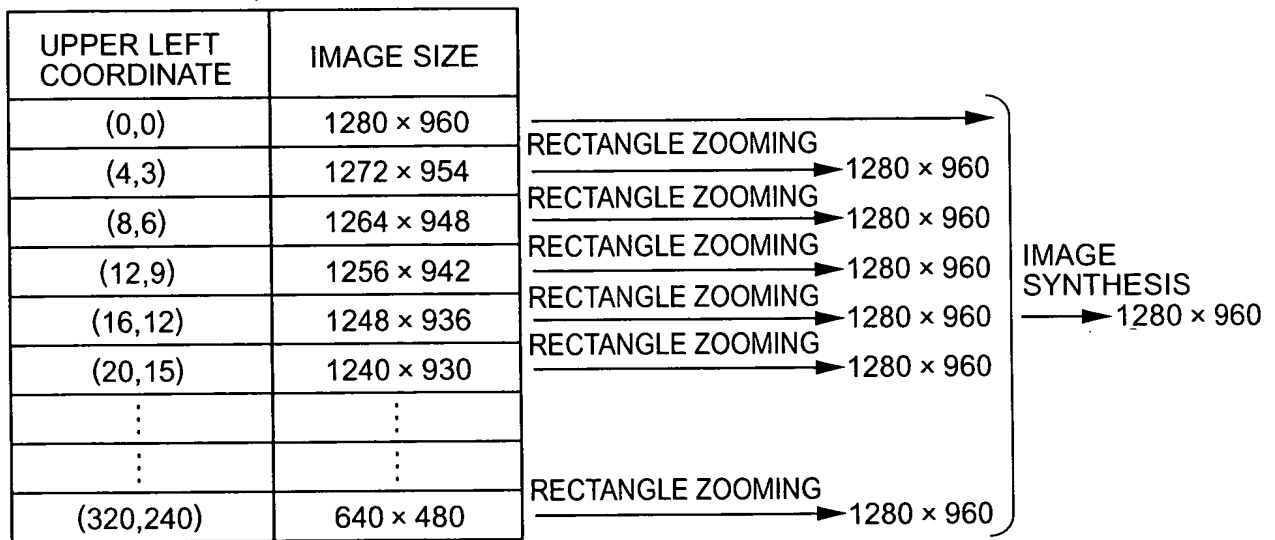 UPPER LEFT COORDINATE IMAGE SIZE
(0,0) 1280 × 960
RECTANGLE ZOOMING
(4,3) 1272 × 954 1280 × 960
RECTANGLE ZOOMING
(8,6) 1264 × 948 1280 × 960
RECTANGLE ZOOMING
(12,9) 1256 × 942 1280 × 960
IMAGE
SYNTHESIS
RECTANGLE ZOOMING
(16,12) 1248 × 936 1280 × 960 1280 × 960
RECTANGLE ZOOMING
(20,15) 1240 × 930 1280 × 960
RECTANGLE ZOOMING
(320,240) 640 × 480 1280 × 960